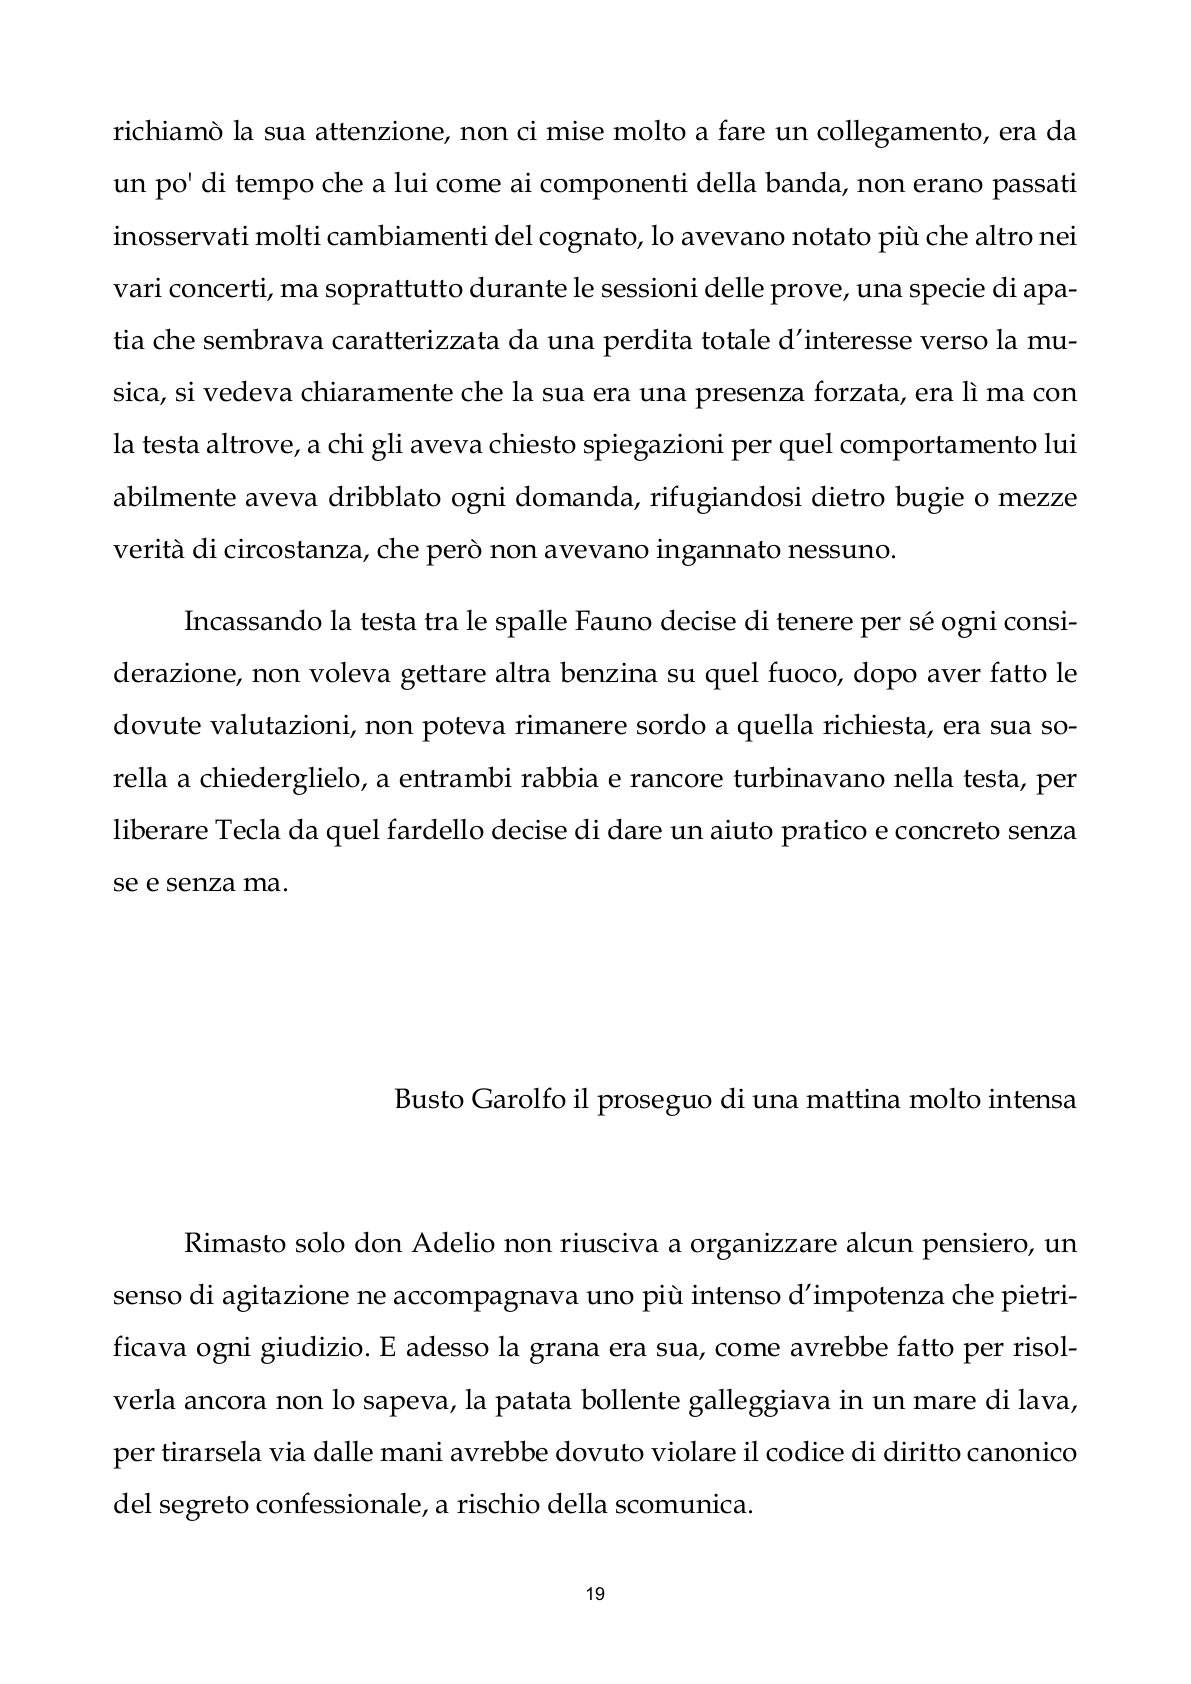 richiamò la sua attenzione, non ci mise molto a fare un collegamento, era da
un po' di tempo che a lui come ai componenti della banda, non erano passati
inosservati molti cambiamenti del cognato, lo avevano notato più che altro nei
vari concerti, ma soprattutto durante le sessioni delle prove, una specie di apa-
tia che sembrava caratterizzata da una perdita totale d’interesse verso la mu-
sica, si vedeva chiaramente che la sua era una presenza forzata, era lì ma con
la testa altrove, a chi gli aveva chiesto spiegazioni per quel comportamento lui
abilmente aveva dribblato ogni domanda, rifugiandosi dietro bugie o mezze
verità di circostanza, che però non avevano ingannato nessuno.
Incassando la testa tra le spalle Fauno decise di tenere per sé ogni consi-
derazione, non voleva gettare altra benzina su quel fuoco, dopo aver fatto le
dovute valutazioni, non poteva rimanere sordo a quella richiesta, era sua so-
rella a chiederglielo, a entrambi rabbia e rancore turbinavano nella testa, per
liberare Tecla da quel fardello decise di dare un aiuto pratico e concreto senza
se e senza ma.
Busto Garolfo il proseguo di una mattina molto intensa
Rimasto solo don Adelio non riusciva a organizzare alcun pensiero, un
senso di agitazione ne accompagnava uno più intenso d’impotenza che pietri-
ficava ogni giudizio. E adesso la grana era sua, come avrebbe fatto per risol-
verla ancora non lo sapeva, la patata bollente galleggiava in un mare di lava,
per tirarsela via dalle mani avrebbe dovuto violare il codice di diritto canonico
del segreto confessionale, a rischio della scomunica.
19